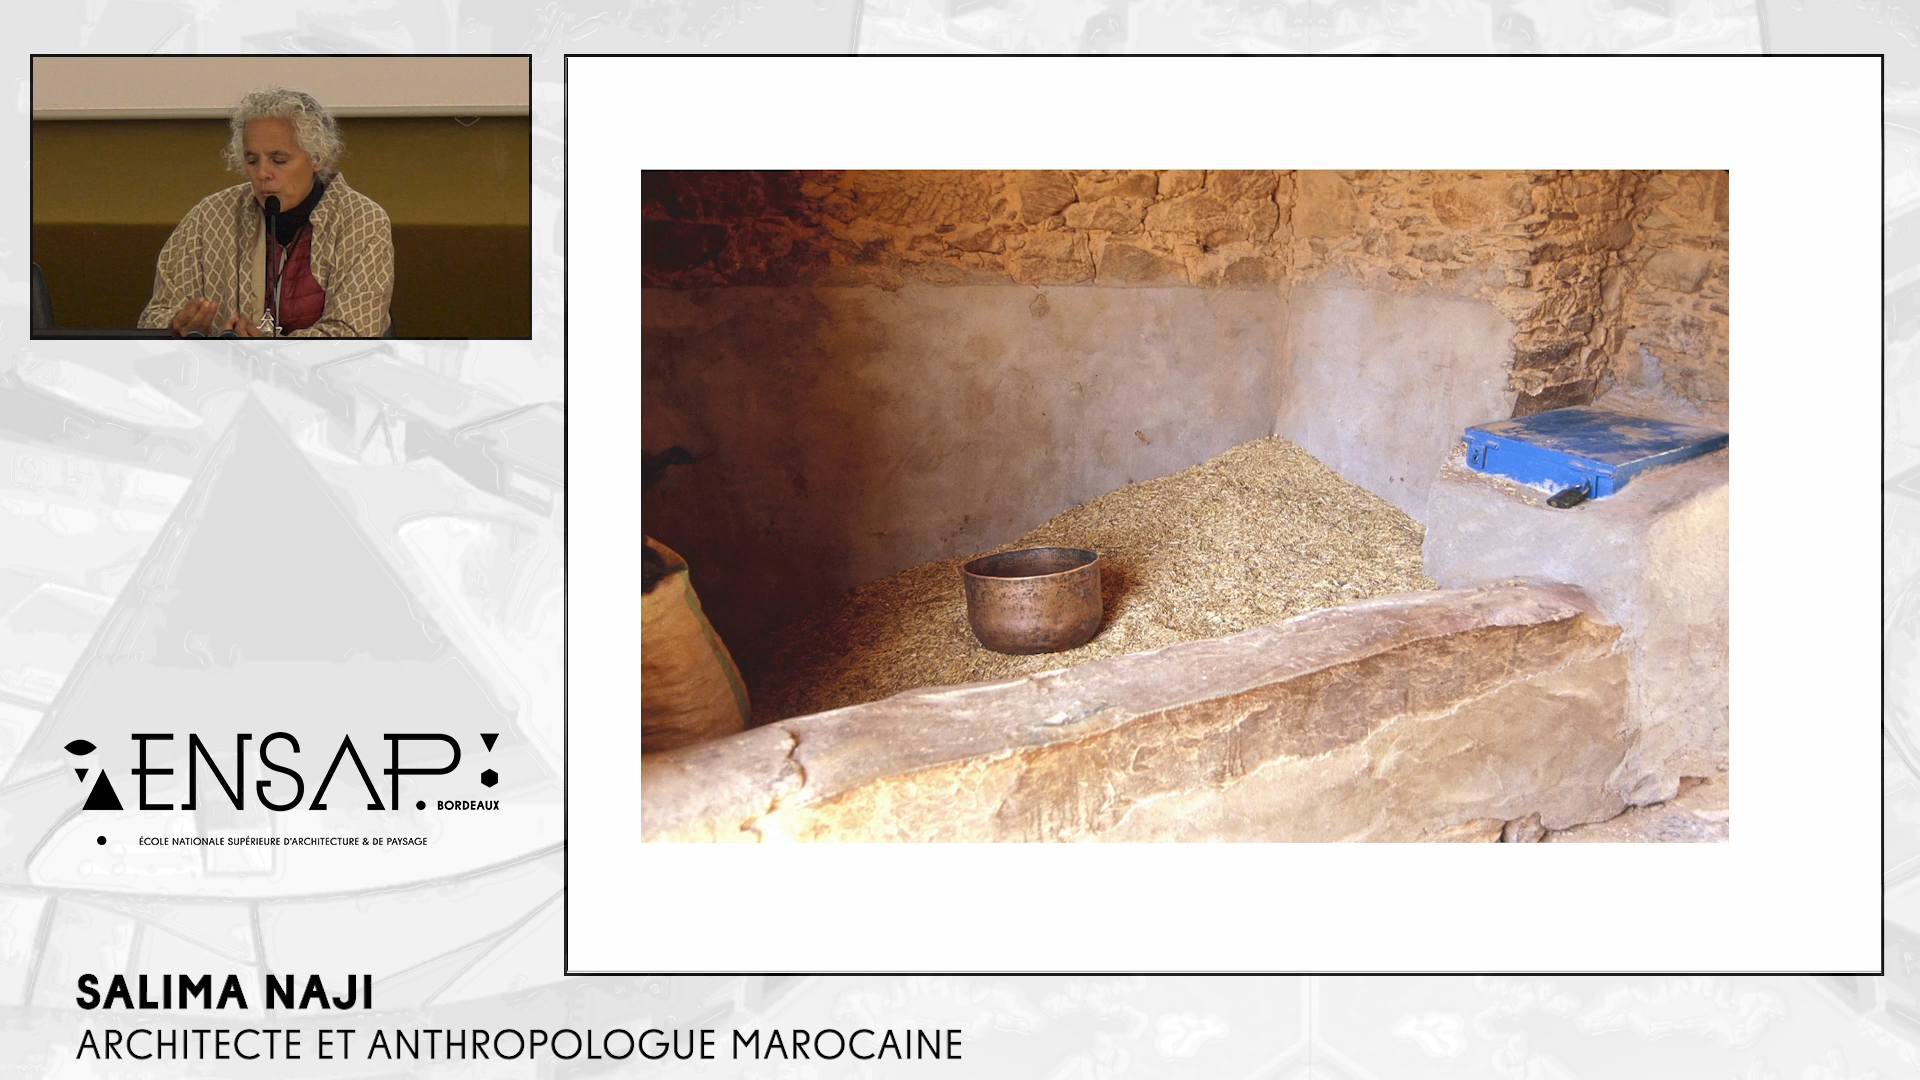 ENSAP.
BORDEAUX
ÉCOLE NATIONALE SUPÉRIEURE D'ARCHITECTURE & DE PAYSAGE
SALIMA NAJI
ARCHITECTE ET ANTHROPOLOGUE MAROCAINE